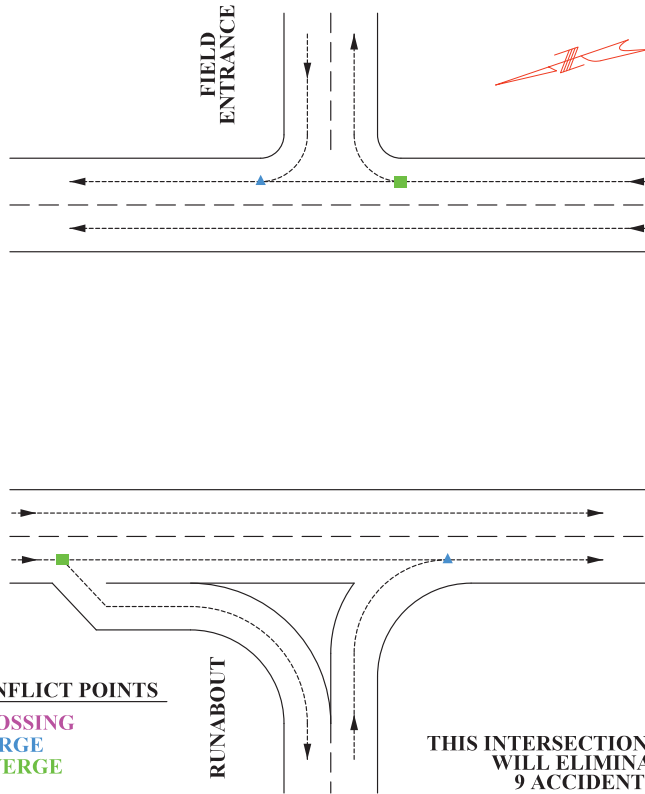 FIELD
ENTRANCE
RUNABOUT
NFLICT POINTS
OSSING
RGE
VERGE
THIS INTERSECTION
WILL ELIMINA
9 ACCIDENT